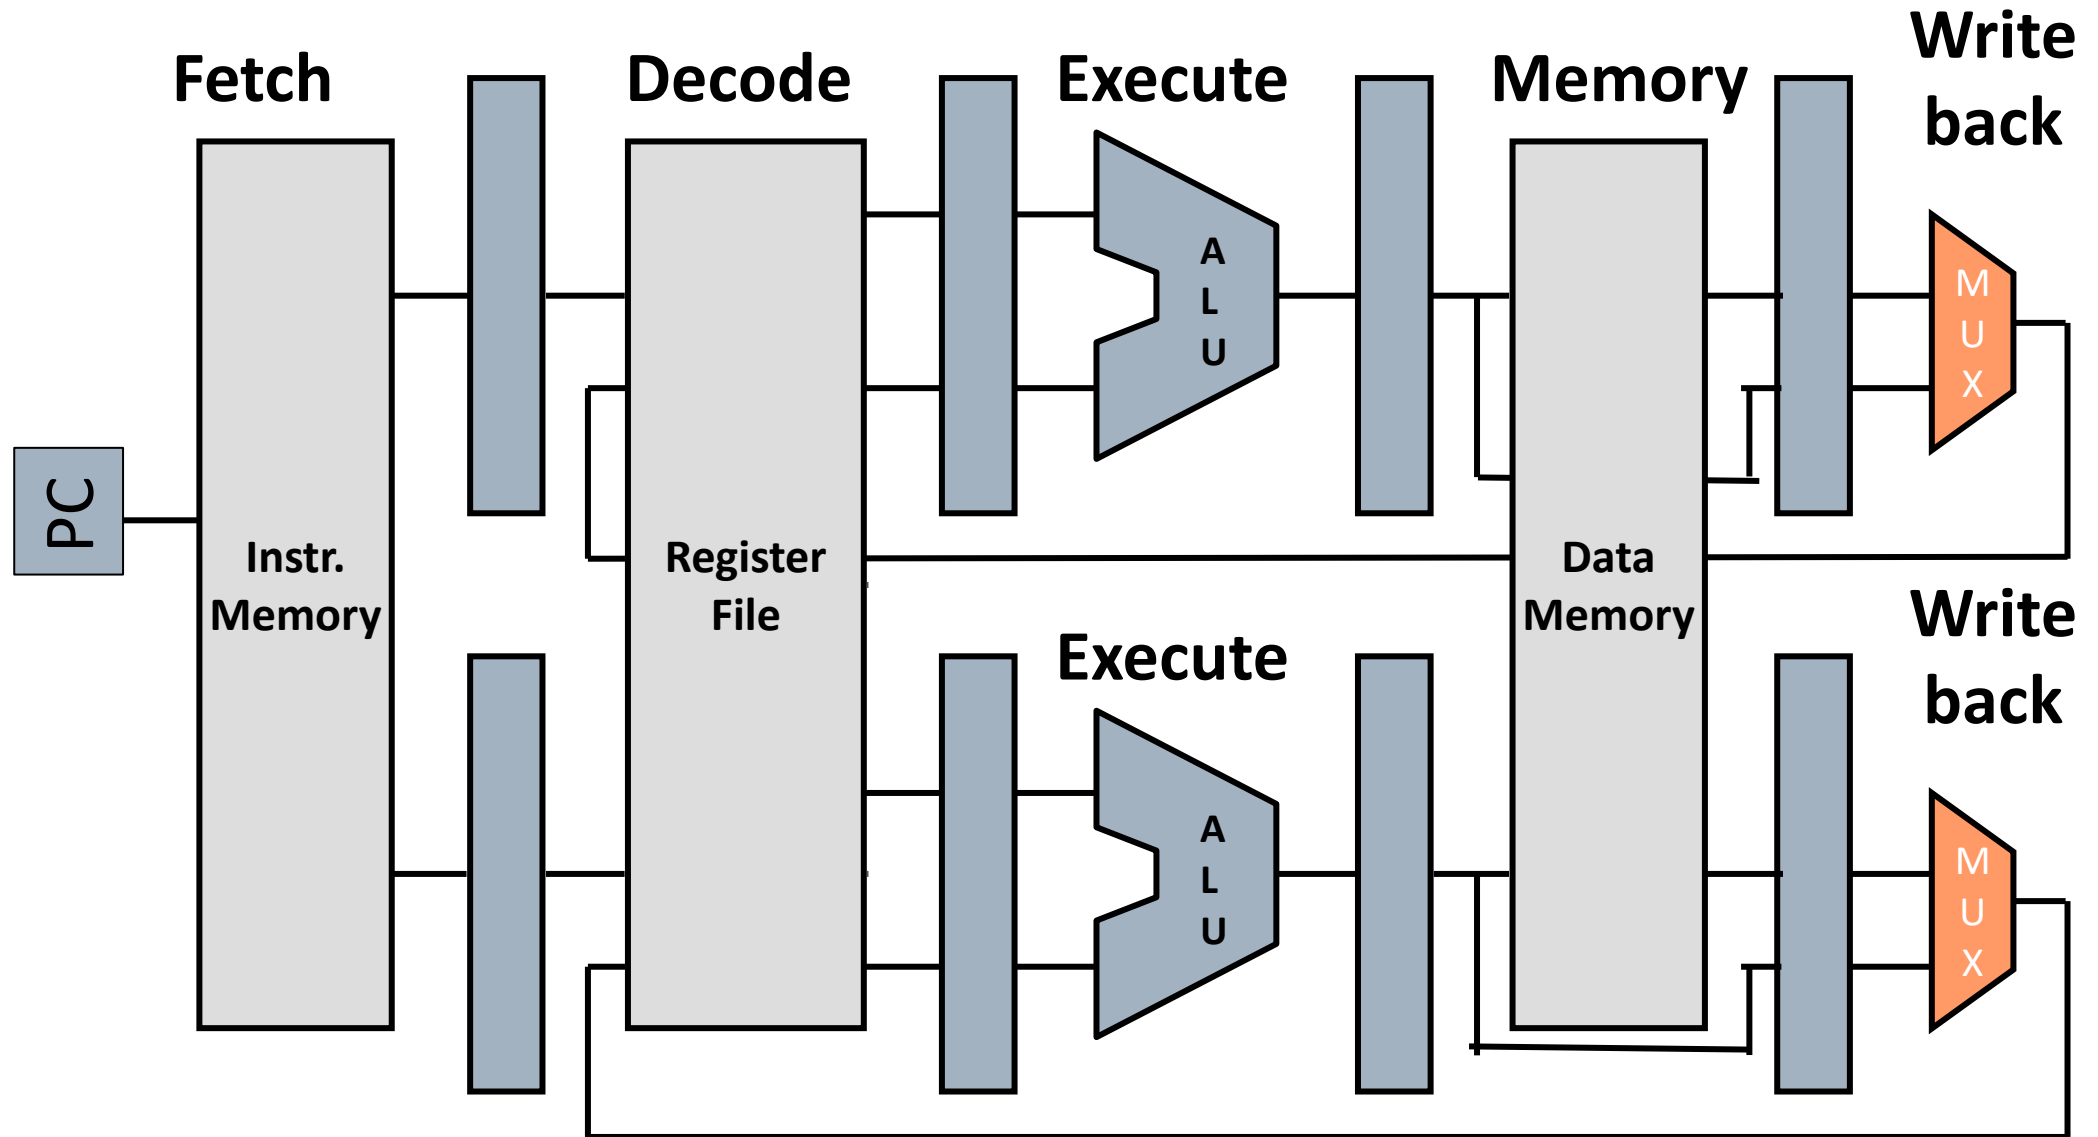 Fetch
Decode
Execute
Memory
Write
back
A
L
U
M
U
X
PC
Instr.
Memory
Register
File
Data
Memory
Execute
Write
back
A
L
U
M
U
X